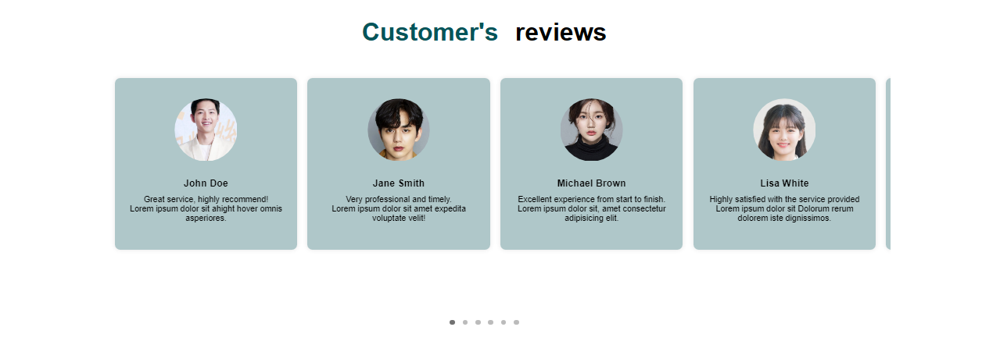 Customer's reviews
John Doe
Great service, highly recommend!
Lorem ipsum dolor sit ahight hover omnis
asperiores.
Jane Smith
Very professional and timely.
Lorem ipsum dolor sit amet expedita
voluptate velit!
Michael Brown
Excellent experience from start to finish.
Lorem ipsum dolor sit, amet consectetur
adipisicing elit.
Lisa White
Highly satisfied with the service provided
Lorem ipsum dolor sit Dolorum rerum
dolorem iste dignissimos.